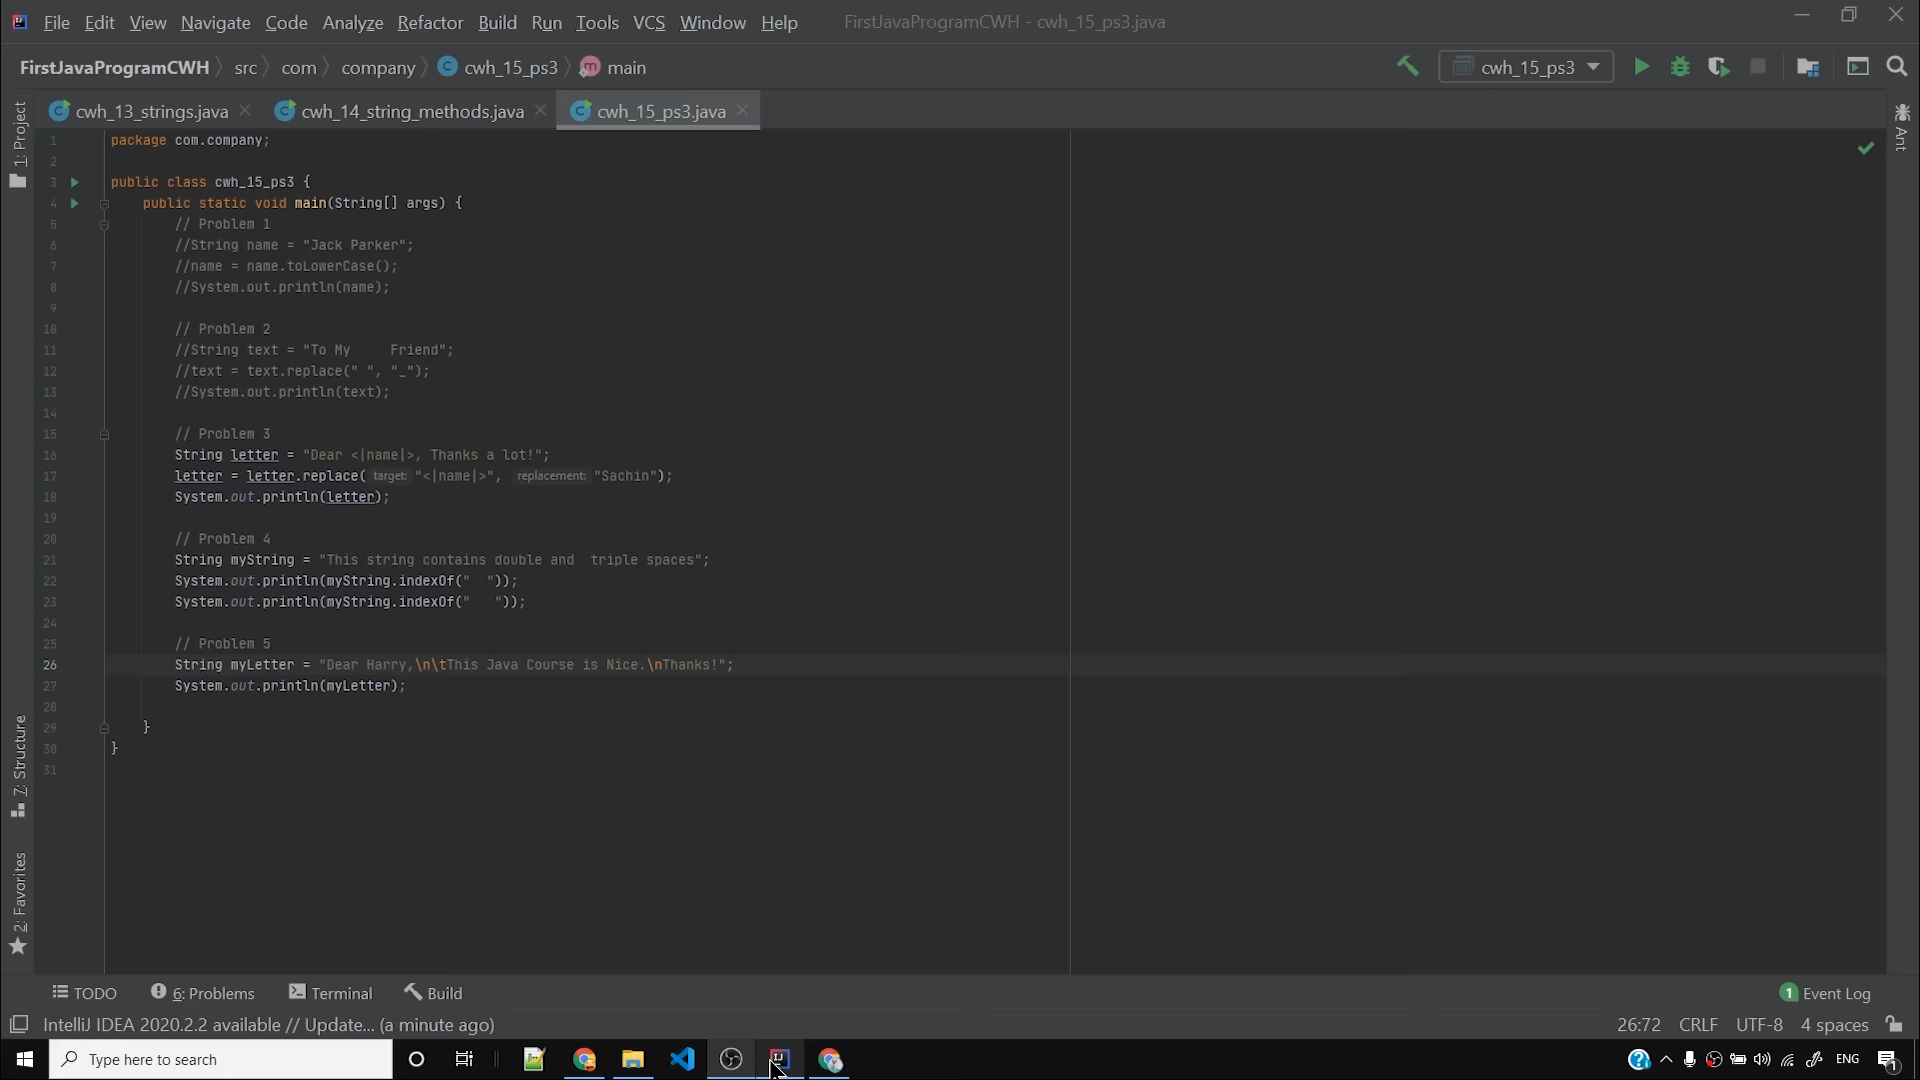 File Edit View Navigate Code Analyze Refactor Build Run Tools VCS Window Help FirstJavaProgramCWH - cwh_15_ps3.java
FirstJavaProgramCWH src com company cwh_15_ps3 main cwh_15_ps3
cwh_13_strings.java cwh_14_string_methods.java cwh_15_ps3.java
1: Project
Ant
7: Structure
2: Favorites
1 package com.company;
2
3 public class cwh_15_ps3 {
4 public static void main(String[] args) {
5 // Problem 1
6 //String name = "Jack Parker";
7 //name = name.toLowerCase();
8 //System.out.println(name);
9
10 // Problem 2
11 //String text = "To My     Friend";
12 //text = text.replace(" ", "_");
13 //System.out.println(text);
14
15 // Problem 3
16 String letter = "Dear <|name|>, Thanks a lot!";
17 letter = letter.replace( target: "<|name|>", replacement: "Sachin");
18 System.out.println(letter);
19
20 // Problem 4
21 String myString = "This string contains double and  triple spaces";
22 System.out.println(myString.indexOf("  "));
23 System.out.println(myString.indexOf("   "));
24
25 // Problem 5
26 String myLetter = "Dear Harry,\n\tThis Java Course is Nice.\nThanks!";
27 System.out.println(myLetter);
28
29 }
30 }
31
TODO 6: Problems Terminal Build 1 Event Log
IntelliJ IDEA 2020.2.2 available // Update... (a minute ago) 26:72 CRLF UTF-8 4 spaces
Type here to search ENG 1